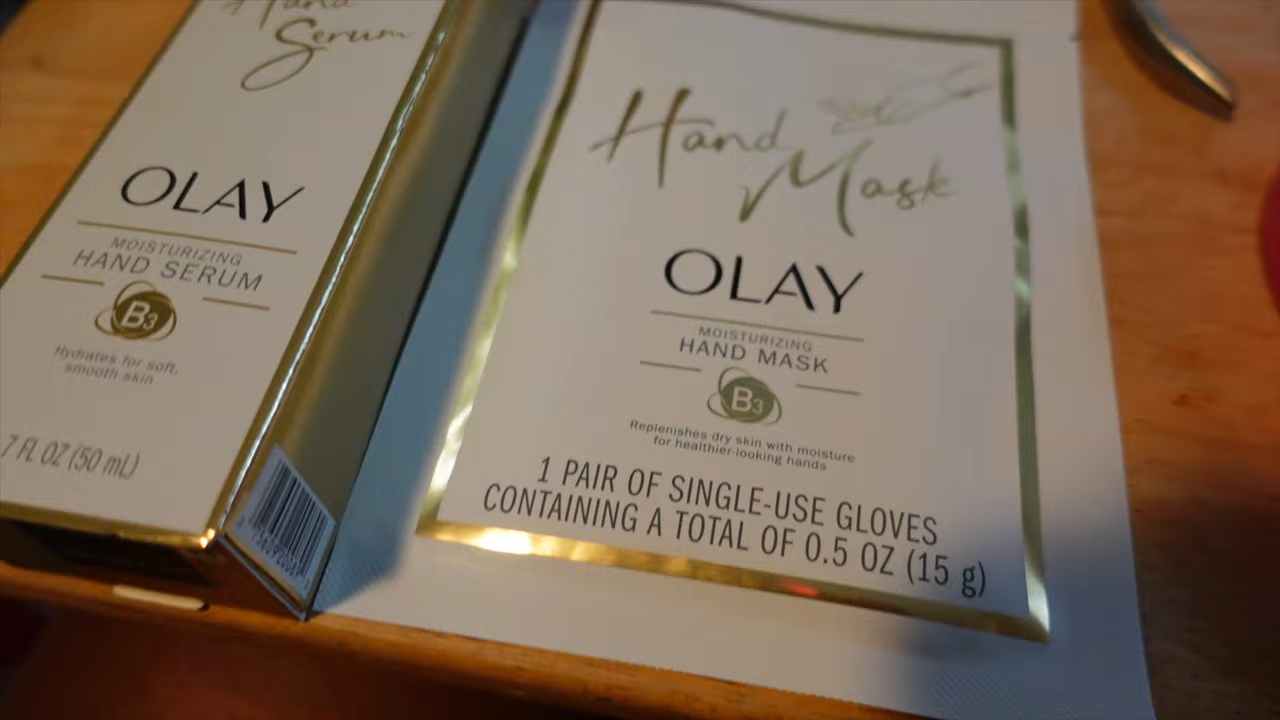 Hand
Serum
OLAY
MOISTURIZING
HAND SERUM
B3
Hydrates for soft,
smooth skin
7 FL OZ (50 mL)
Hand
Mask
OLAY
MOISTURIZING
HAND MASK
B3
Replenishes dry skin with moisture
for healthier-looking hands
1 PAIR OF SINGLE-USE GLOVES
CONTAINING A TOTAL OF 0.5 OZ (15 g)